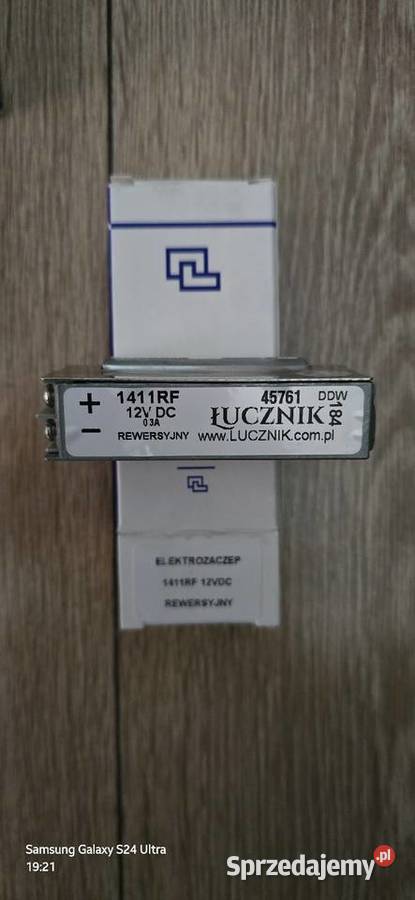 + 1411RF 45761 DDW
12V DC ŁUCZNIK 184
0.3A
− REWERSYJNY www.LUCZNIK.com.pl
ELEKTROZACZEP
1411RF 12VDC
REWERSYJNY
Samsung Galaxy S24 Ultra
19:21
Sprzedajemy.pl